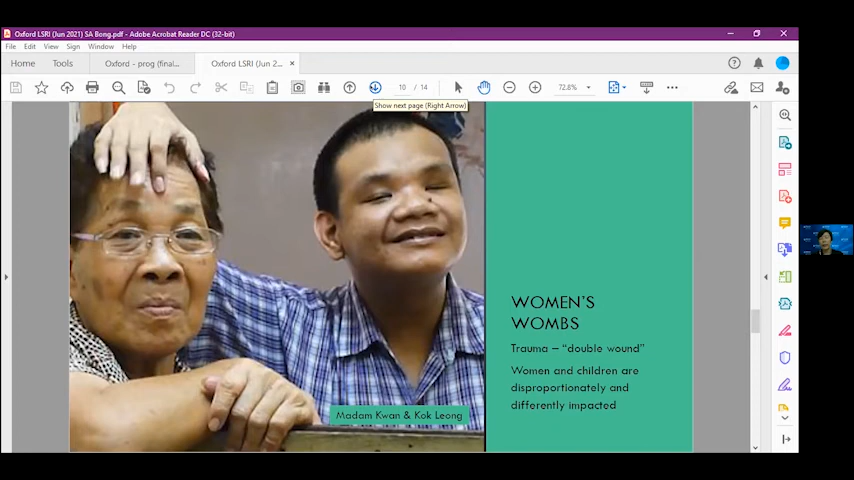 Oxford LSRI (Jun 2021) SA Bong.pdf - Adobe Acrobat Reader DC (32-bit)
File Edit View Sign Window Help
Home Tools Oxford - prog (final... Oxford LSRI (Jun 2... ×
10 / 14 72.8%
Show next page (Right Arrow)
WOMEN'S
WOMBS
Trauma – "double wound"
Women and children are
disproportionately and
differently impacted
Madam Kwan & Kok Leong